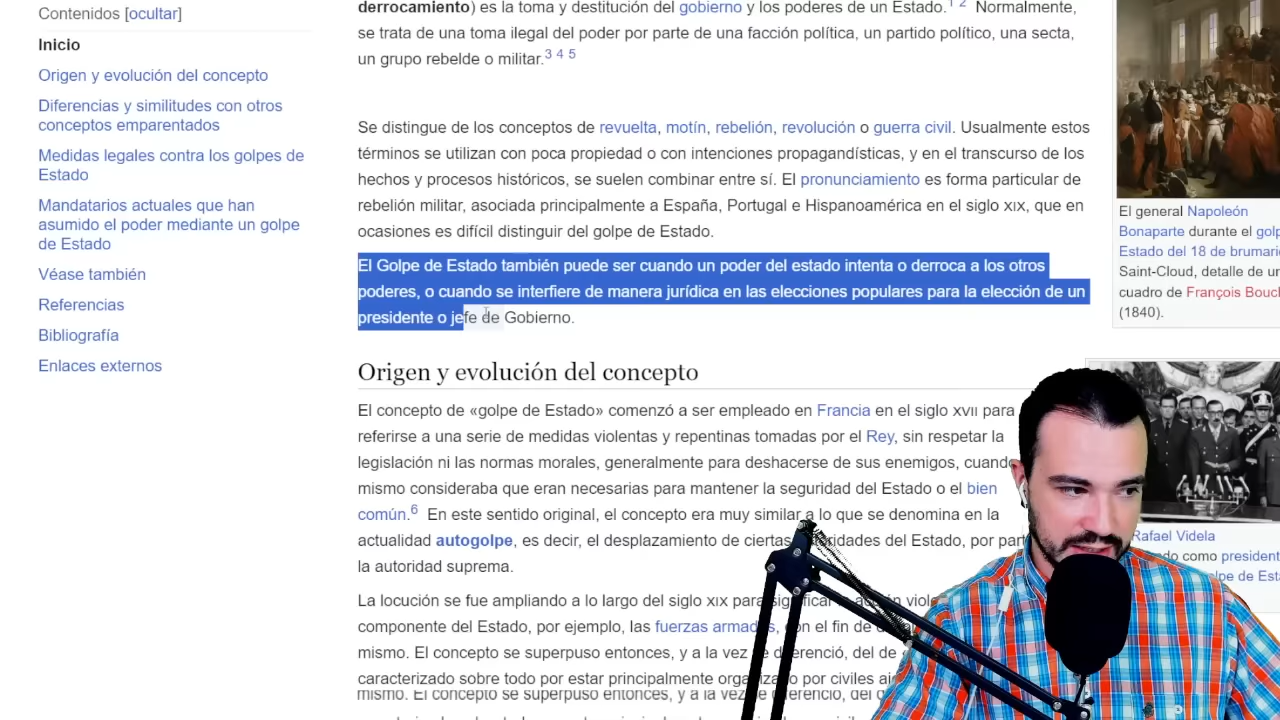 Contenidos [ocultar]
Inicio
Origen y evolución del concepto
Diferencias y similitudes con otros
conceptos emparentados
Medidas legales contra los golpes de
Estado
Mandatarios actuales que han
asumido el poder mediante un golpe
de Estado
Véase también
Referencias
Bibliografía
Enlaces externos
derrocamiento) es la toma y destitución del gobierno y los poderes de un Estado.1 2 Normalmente,
se trata de una toma ilegal del poder por parte de una facción política, un partido político, una secta,
un grupo rebelde o militar.3 4 5
Se distingue de los conceptos de revuelta, motín, rebelión, revolución o guerra civil. Usualmente estos
términos se utilizan con poca propiedad o con intenciones propagandísticas, y en el transcurso de los
hechos y procesos históricos, se suelen combinar entre sí. El pronunciamiento es forma particular de
rebelión militar, asociada principalmente a España, Portugal e Hispanoamérica en el siglo XIX, que en
ocasiones es difícil distinguir del golpe de Estado.
El Golpe de Estado también puede ser cuando un poder del estado intenta o derroca a los otros
poderes, o cuando se interfiere de manera jurídica en las elecciones populares para la elección de un
presidente o jefe de Gobierno.
Origen y evolución del concepto
El concepto de «golpe de Estado» comenzó a ser empleado en Francia en el siglo XVII para
referirse a una serie de medidas violentas y repentinas tomadas por el Rey, sin respetar la
legislación ni las normas morales, generalmente para deshacerse de sus enemigos, cuando
mismo consideraba que eran necesarias para mantener la seguridad del Estado o el bien
común.6 En este sentido original, el concepto era muy similar a lo que se denomina en la
actualidad autogolpe, es decir, el desplazamiento de ciertas del Estado, por part
la autoridad suprema.
La locución se fue ampliando a lo largo del siglo XIX para
componente del Estado, por ejemplo, las fuerzas armadas, con el fin de
mismo. El concepto se superpuso entonces, y a la vez se diferenció, del de
caracterizado sobre todo por estar principalmente por civiles
mismo. El concepto se superpuso entonces, y a la vez
El general Napoleón
Bonaparte durante el golp
Estado del 18 de brumari
Saint-Cloud, detalle de un
cuadro de François Bouch
(1840).
Rafael Videla
como president
de Est